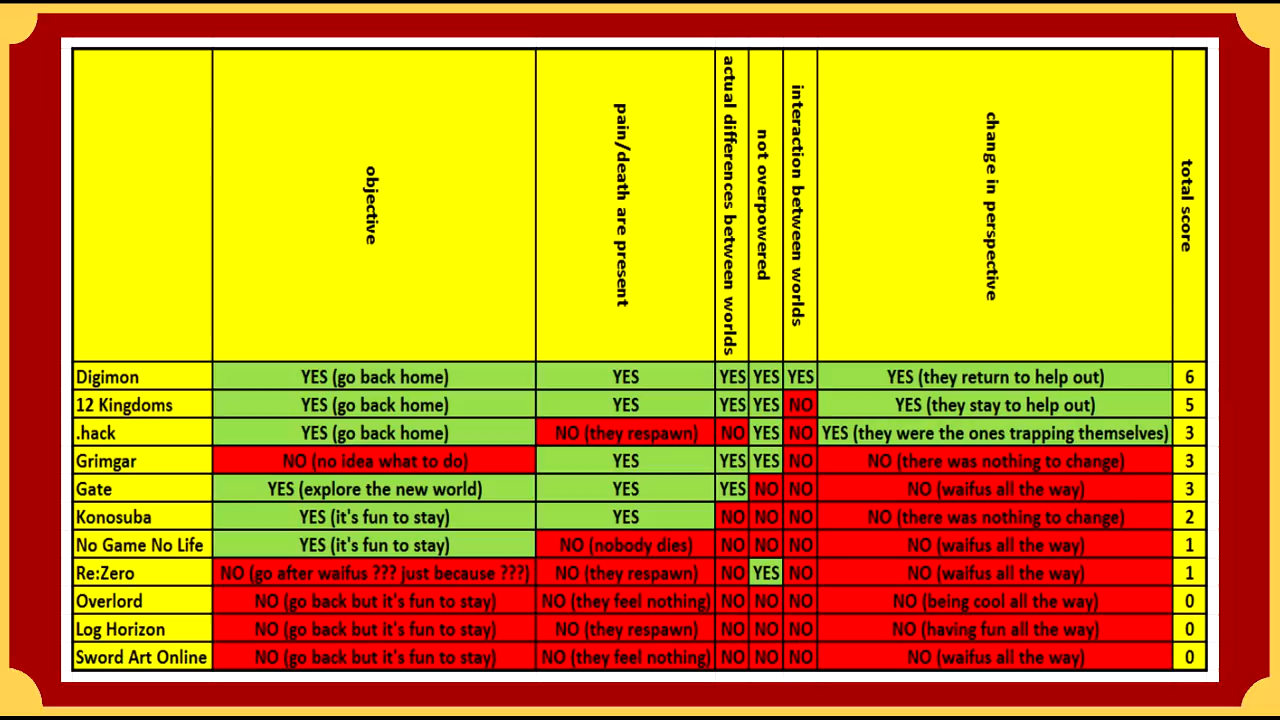 objective pain/death are present actual differences between worlds not overpowered interaction between worlds change in perspective total score
Digimon YES (go back home) YES YES YES YES YES (they return to help out) 6
12 Kingdoms YES (go back home) YES YES YES NO YES (they stay to help out) 5
.hack YES (go back home) NO (they respawn) NO YES NO YES (they were the ones trapping themselves) 3
Grimgar NO (no idea what to do) YES YES YES NO NO (there was nothing to change) 3
Gate YES (explore the new world) YES YES NO NO NO (waifus all the way) 3
Konosuba YES (it's fun to stay) YES NO NO NO NO (there was nothing to change) 2
No Game No Life YES (it's fun to stay) NO (nobody dies) NO NO NO NO (waifus all the way) 1
Re:Zero NO (go after waifus ??? just because ???) NO (they respawn) NO YES NO NO (waifus all the way) 1
Overlord NO (go back but it's fun to stay) NO (they feel nothing) NO NO NO NO (being cool all the way) 0
Log Horizon NO (go back but it's fun to stay) NO (they respawn) NO NO NO NO (having fun all the way) 0
Sword Art Online NO (go back but it's fun to stay) NO (they feel nothing) NO NO NO NO (waifus all the way) 0